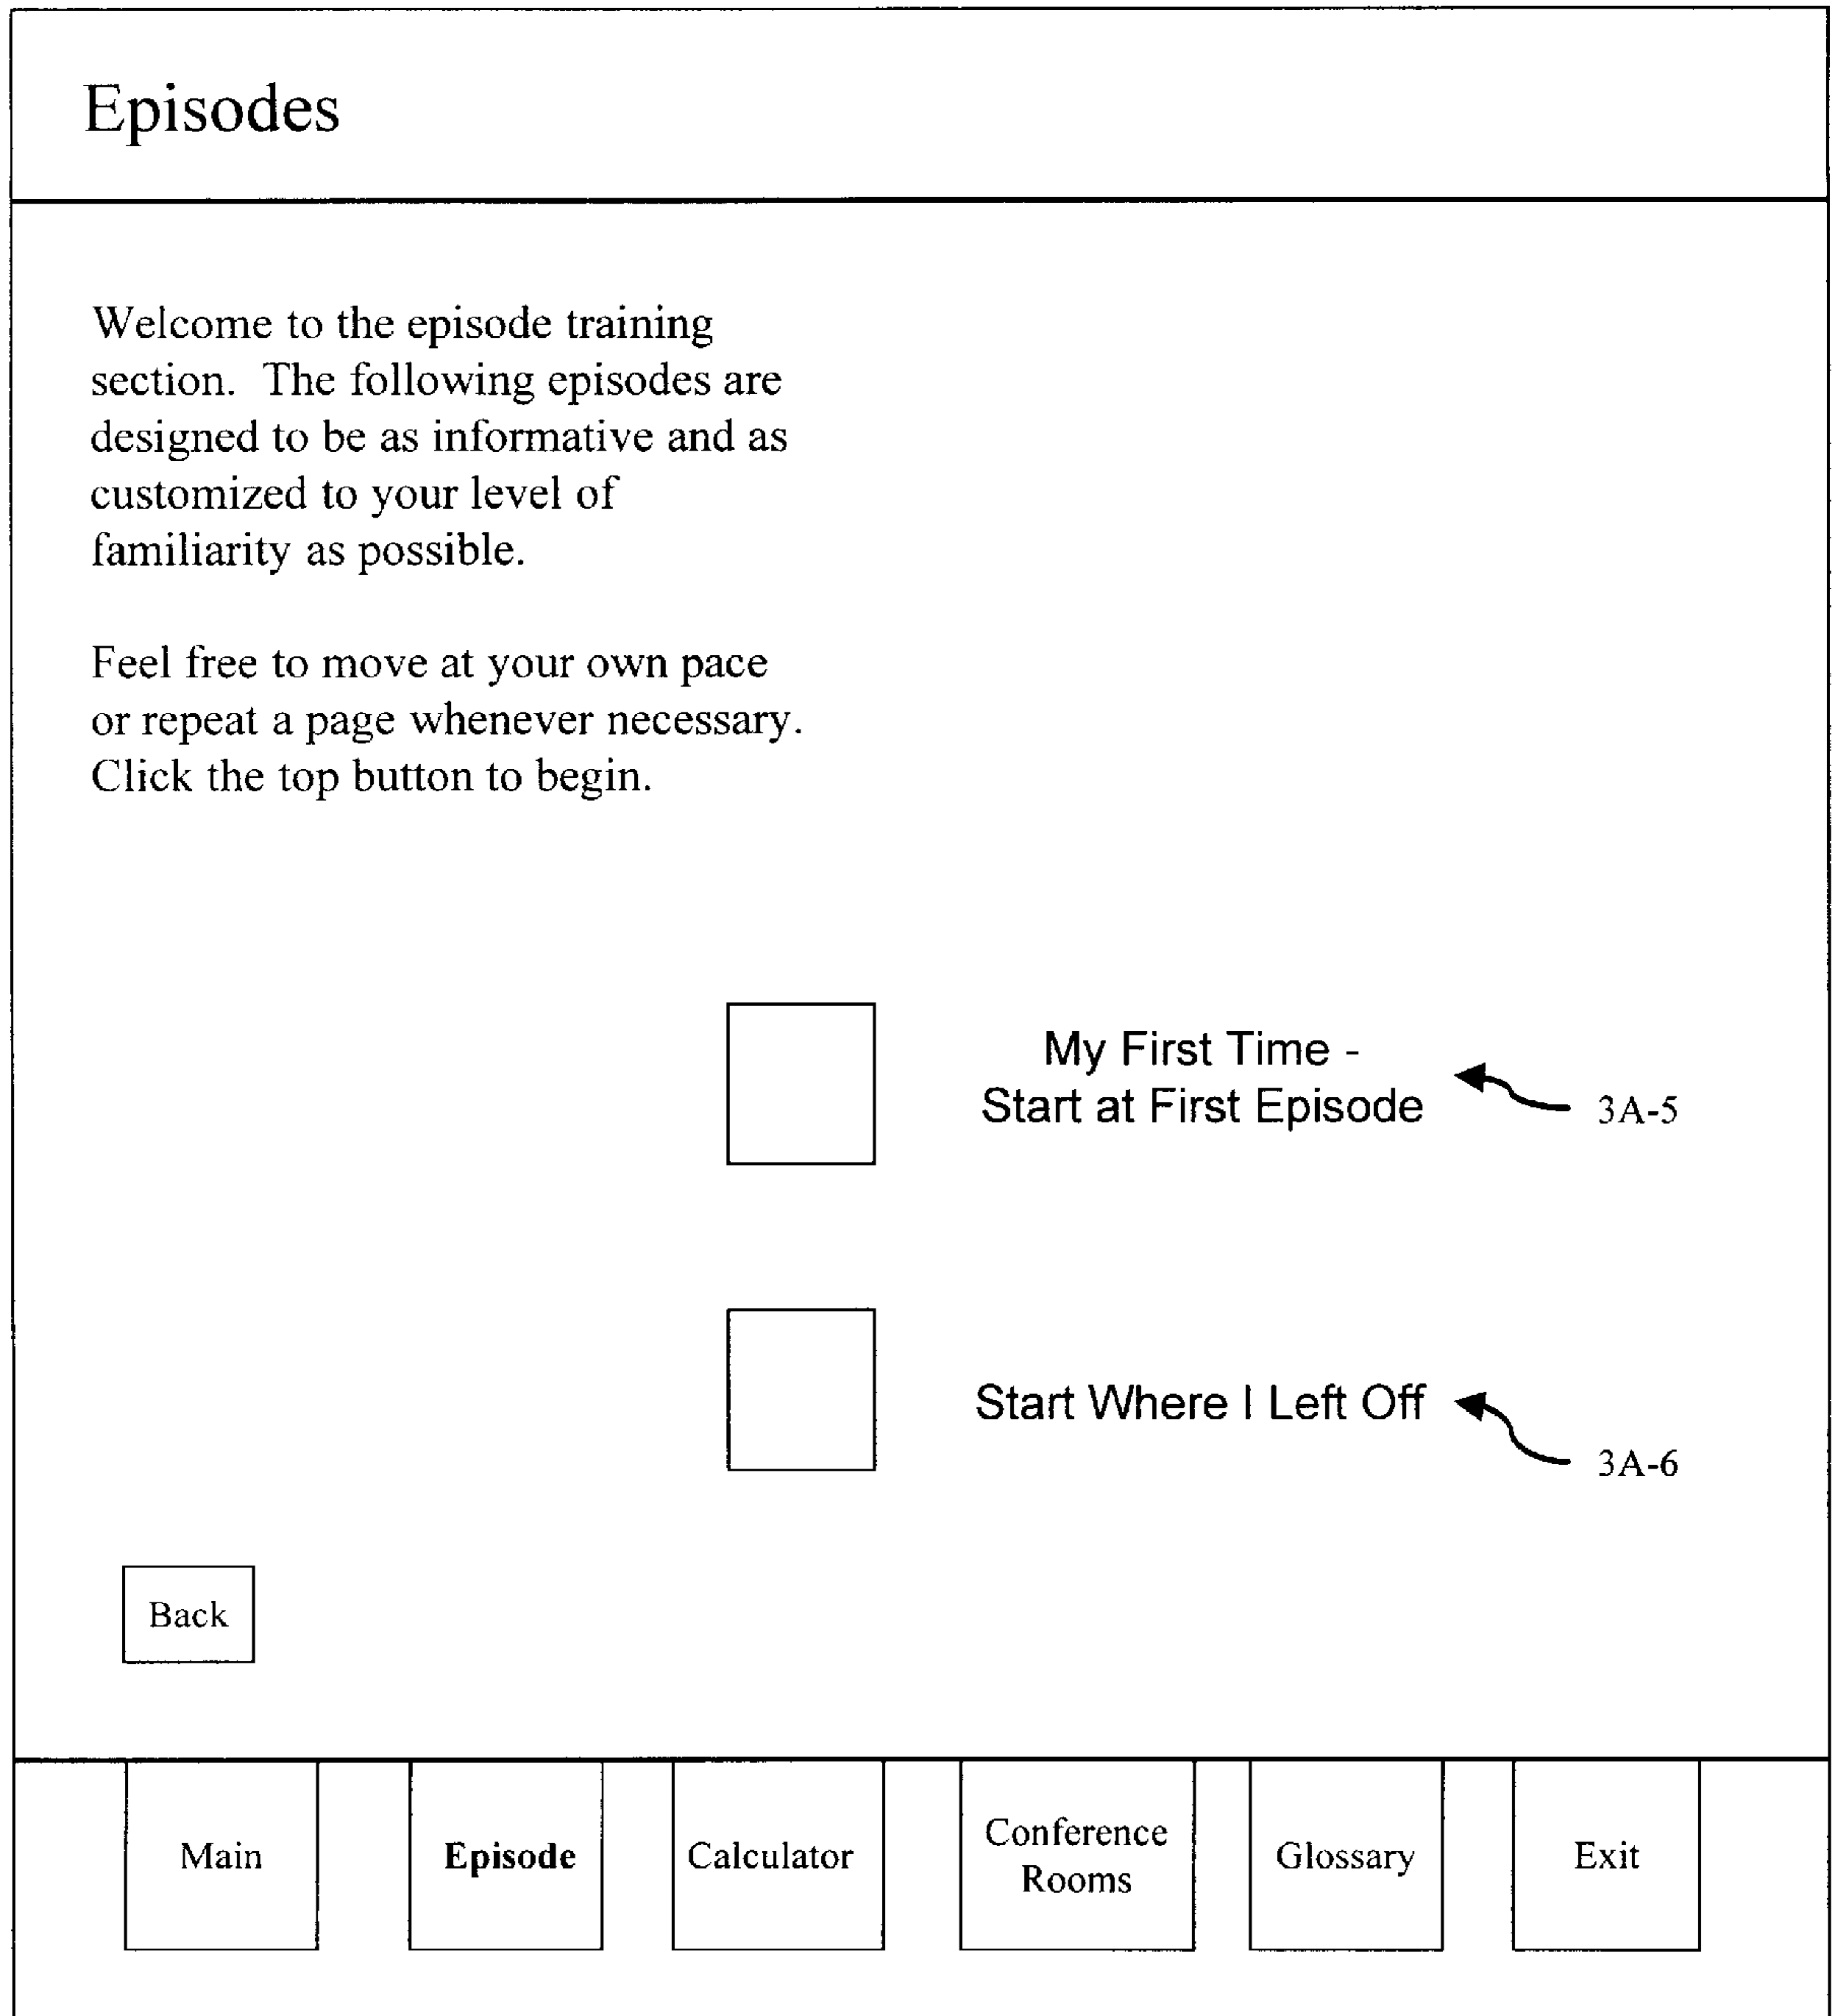 Episodes
Welcome to the episode training
section. The following episodes are
designed to be as informative and as
customized to your level of
familiarity as possible.
Feel free to move at your own pace
or repeat a page whenever necessary.
Click the top button to begin.
My First Time -
Start at First Episode
3A-5
Start Where I Left Off
3A-6
Back
Main
Episode
Calculator
Conference
Rooms
Glossary
Exit